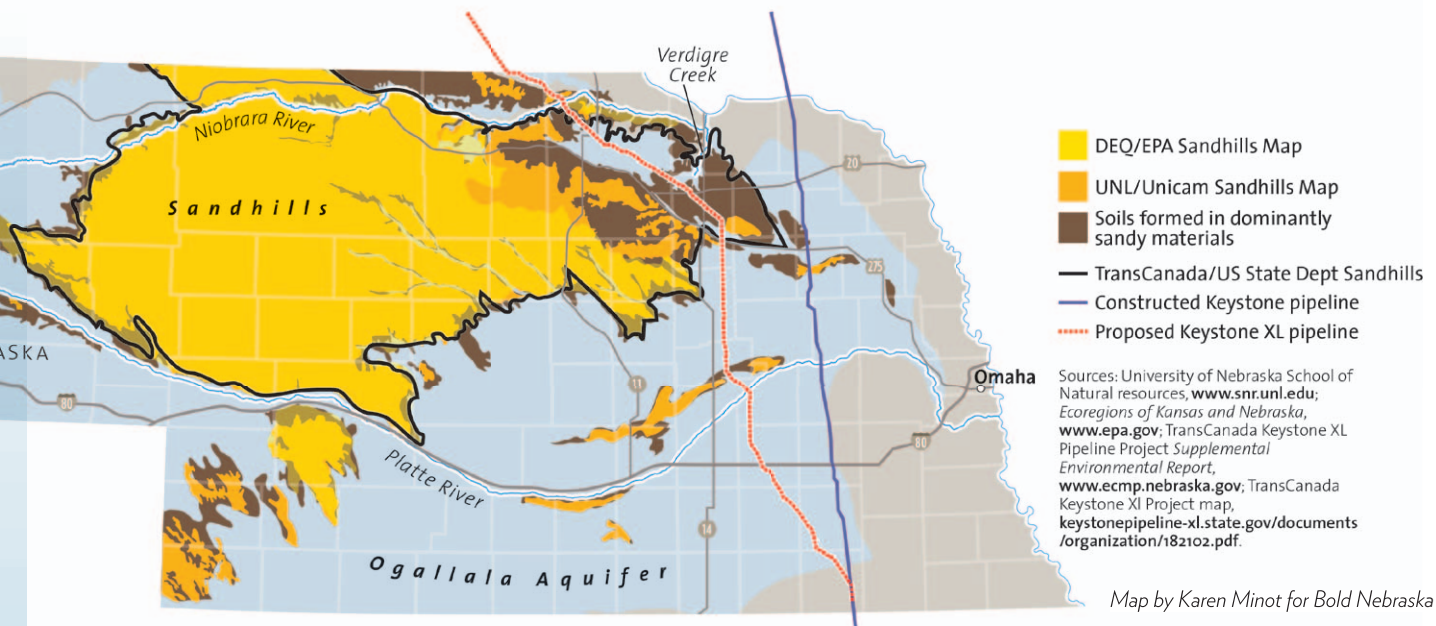 Verdigre
Creek
Niobrara River
Sandhills
20
275
ASKA
80
11
Omaha
80
Platte River
14
Ogallala Aquifer
DEQ/EPA Sandhills Map
UNL/Unicam Sandhills Map
Soils formed in dominantly
sandy materials
TransCanada/US State Dept Sandhills
Constructed Keystone pipeline
Proposed Keystone XL pipeline
Sources: University of Nebraska School of
Natural resources, www.snr.unl.edu;
Ecoregions of Kansas and Nebraska,
www.epa.gov; TransCanada Keystone XL
Pipeline Project Supplemental
Environmental Report,
www.ecmp.nebraska.gov; TransCanada
Keystone Xl Project map,
keystonepipeline-xl.state.gov/documents
/organization/182102.pdf.
Map by Karen Minot for Bold Nebraska